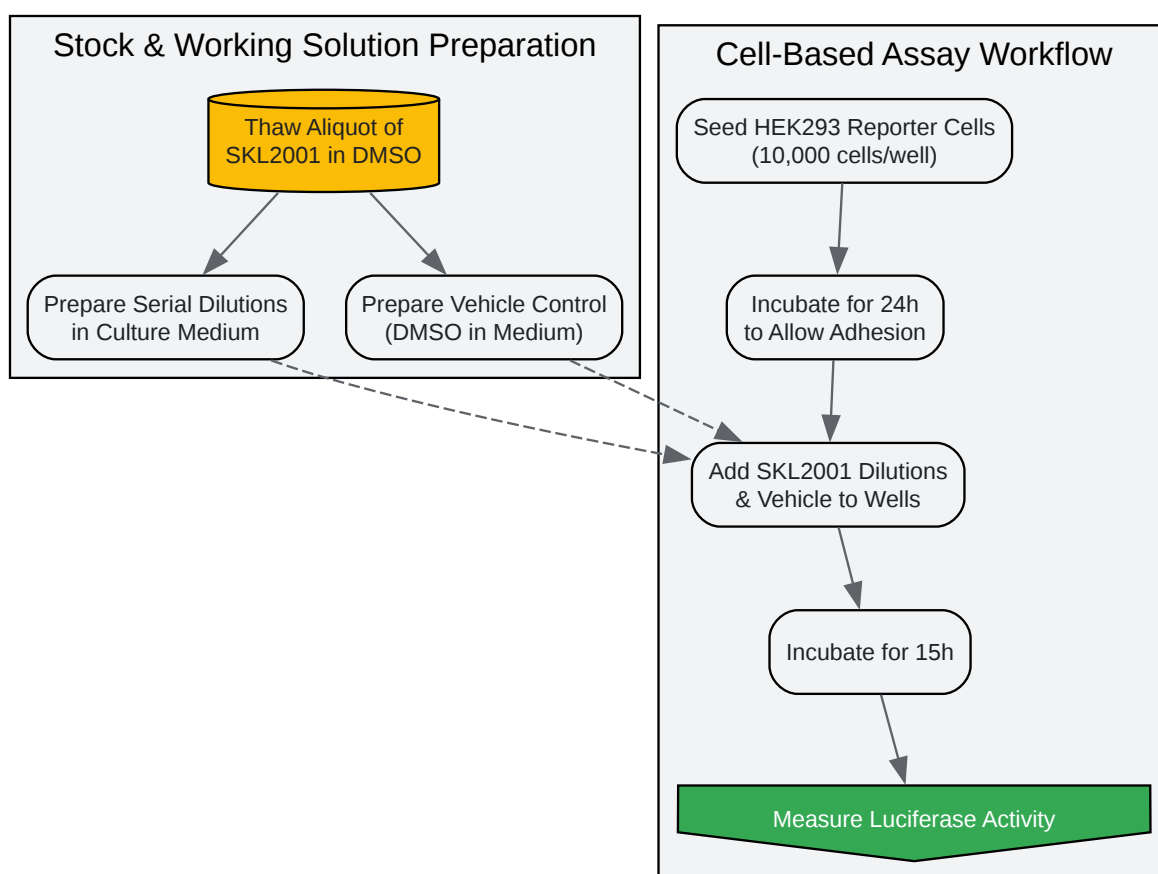 Stock & Working Solution Preparation
Thaw Aliquot of
SKL2001 in DMSO
Prepare Serial Dilutions
in Culture Medium
Prepare Vehicle Control
(DMSO in Medium)
Cell-Based Assay Workflow
Seed HEK293 Reporter Cells
(10,000 cells/well)
Incubate for 24h
to Allow Adhesion
Add SKL2001 Dilutions
& Vehicle to Wells
Incubate for 15h
Measure Luciferase Activity